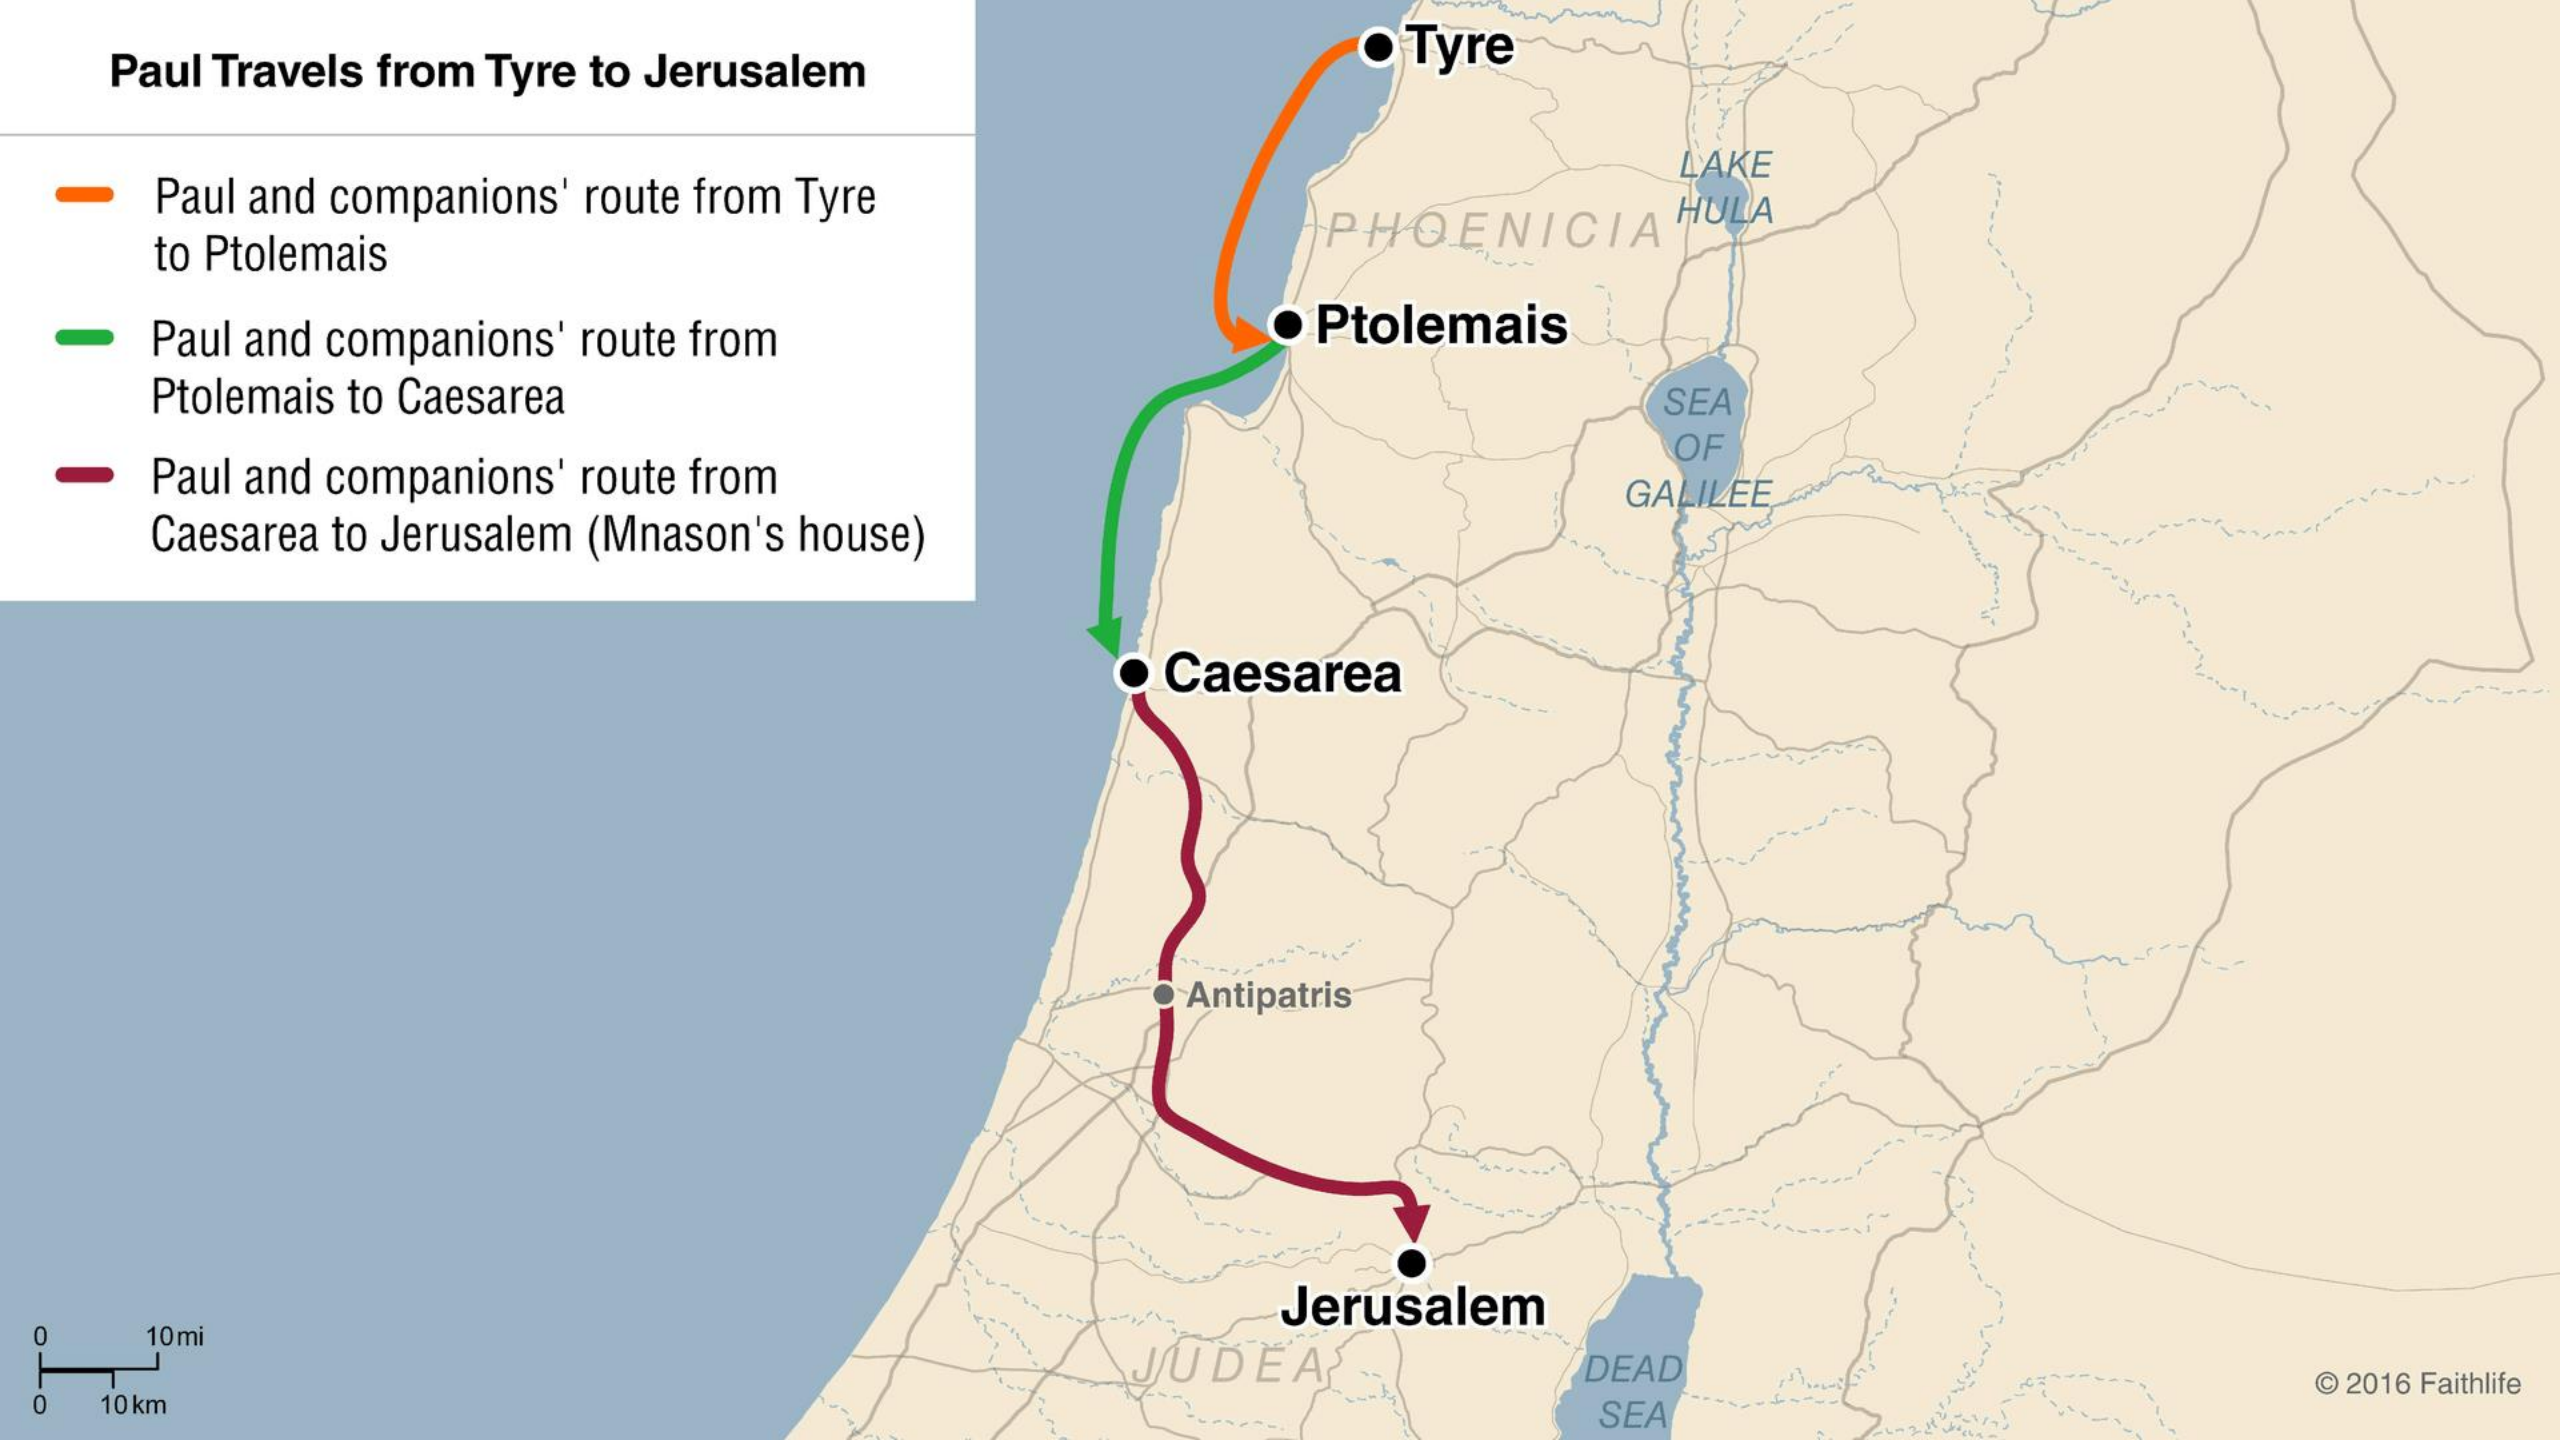 Paul Travels from Tyre to Jerusalem
Paul and companions' route from Tyre
to Ptolemais
Paul and companions' route from
Ptolemais to Caesarea
Paul and companions' route from
Caesarea to Jerusalem (Mnason's house)
Tyre
LAKE
HULA
PHOENICIA
Ptolemais
SEA
OF
GALILEE
Caesarea
Antipatris
Jerusalem
JUDEA
DEAD
SEA
0 10 mi
0 10 km
© 2016 Faithlife